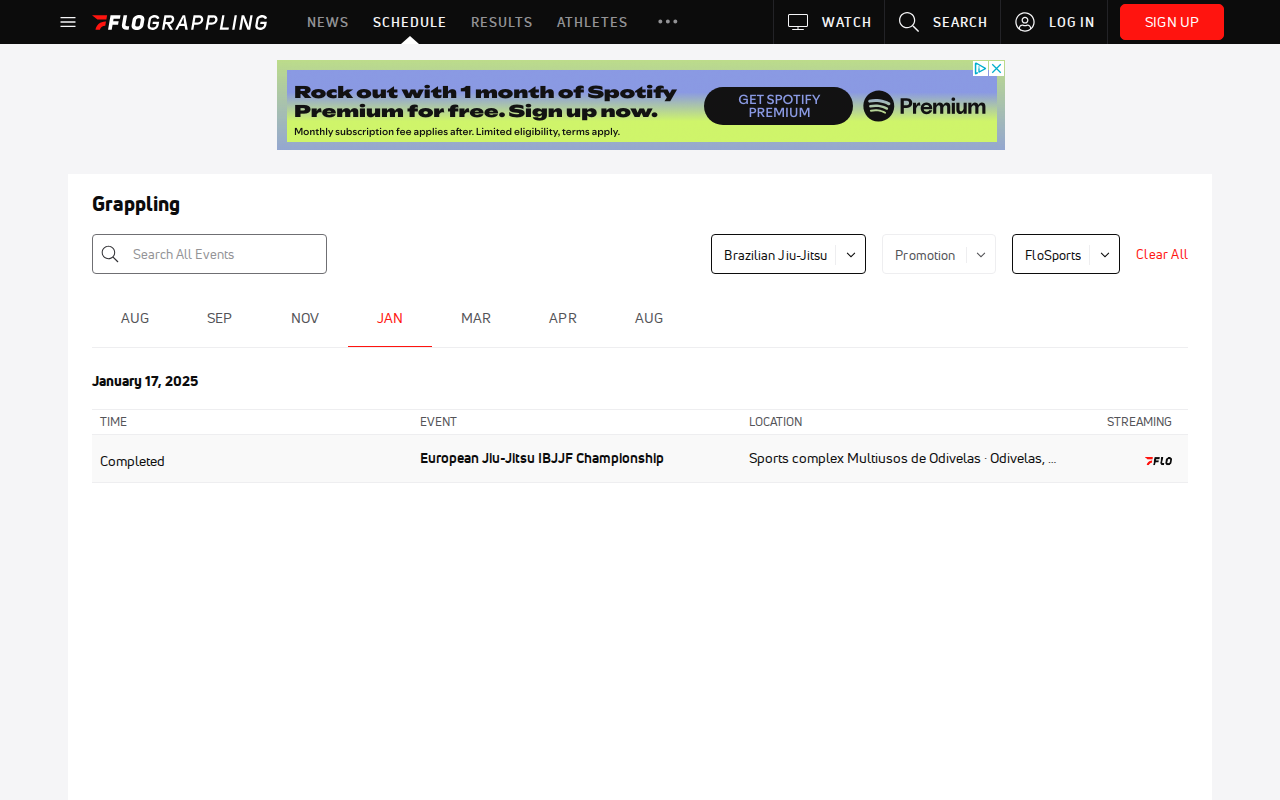 FLOGRAPPLING
NEWS
SCHEDULE
RESULTS
ATHLETES
WATCH
SEARCH
LOG IN
SIGN UP
Rock out with 1 month of Spotify
Premium for free. Sign up now.
Monthly subscription fee applies after. Limited eligibility, terms apply.
GET SPOTIFY
PREMIUM
Premium
Grappling
Search All Events
Brazilian Jiu-Jitsu
Promotion
FloSports
Clear All
AUG
SEP
NOV
JAN
MAR
APR
AUG
January 17, 2025
TIME
EVENT
LOCATION
STREAMING
Completed
European Jiu-Jitsu IBJJF Championship
Sports complex Multiusos de Odivelas · Odivelas, ...
FLO